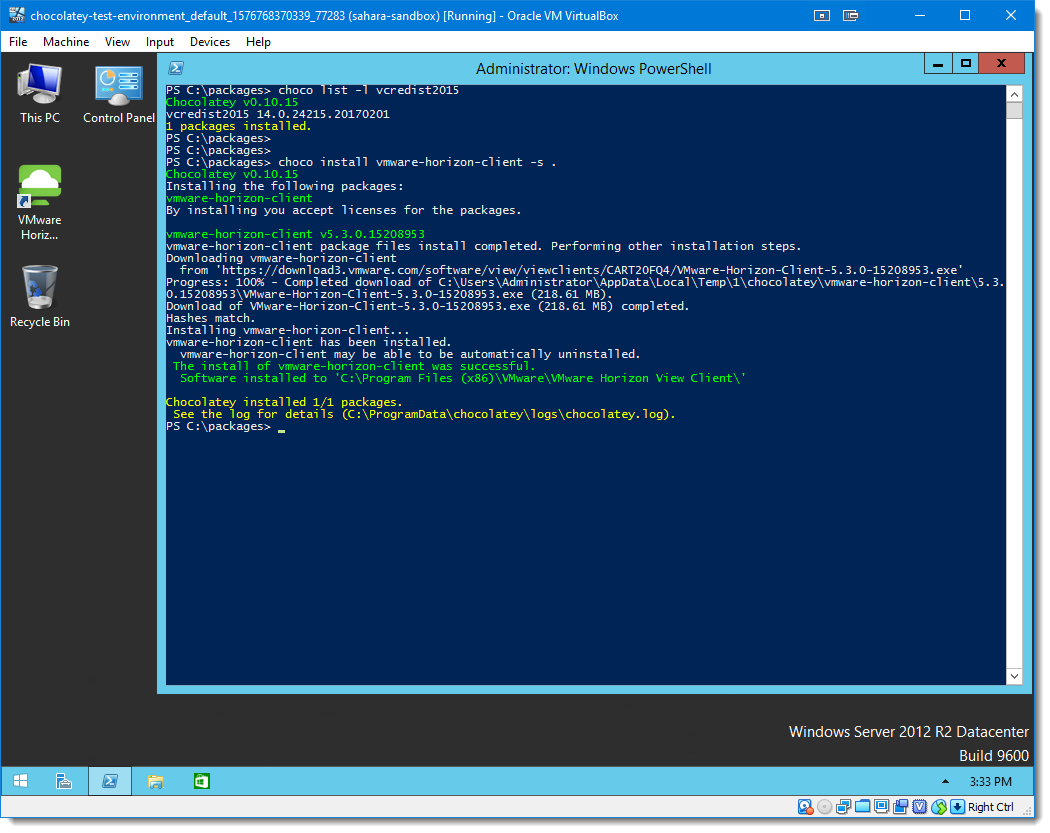 chocolatey-test-environment_default_1576768370339_77283 (sahara-sandbox) [Running] - Oracle VM VirtualBox
File Machine View Input Devices Help
This PC
Control Panel
VMware
Horiz...
Recycle Bin
Administrator: Windows PowerShell
PS C:\packages> choco list -l vcredist2015
Chocolatey v0.10.15
vcredist2015 14.0.24215.20170201
1 packages installed.
PS C:\packages>
PS C:\packages>
PS C:\packages> choco install vmware-horizon-client -s .
Chocolatey v0.10.15
Installing the following packages:
vmware-horizon-client
By installing you accept licenses for the packages.
vmware-horizon-client v5.3.0.15208953
vmware-horizon-client package files install completed. Performing other installation steps.
Downloading vmware-horizon-client
from 'https://download3.vmware.com/software/view/viewclients/CART20FQ4/VMware-Horizon-Client-5.3.0-15208953.exe'
Progress: 100% - Completed download of C:\Users\Administrator\AppData\Local\Temp\1\chocolatey\vmware-horizon-client\5.3.
0.15208953\VMware-Horizon-Client-5.3.0-15208953.exe (218.61 MB).
Download of VMware-Horizon-Client-5.3.0-15208953.exe (218.61 MB) completed.
Hashes match.
Installing vmware-horizon-client...
vmware-horizon-client has been installed.
vmware-horizon-client may be able to be automatically uninstalled.
The install of vmware-horizon-client was successful.
Software installed to 'C:\Program Files (x86)\VMware\VMware Horizon View Client\'
Chocolatey installed 1/1 packages.
See the log for details (C:\ProgramData\chocolatey\logs\chocolatey.log).
PS C:\packages> _
Windows Server 2012 R2 Datacenter
Build 9600
3:33 PM
Right Ctrl